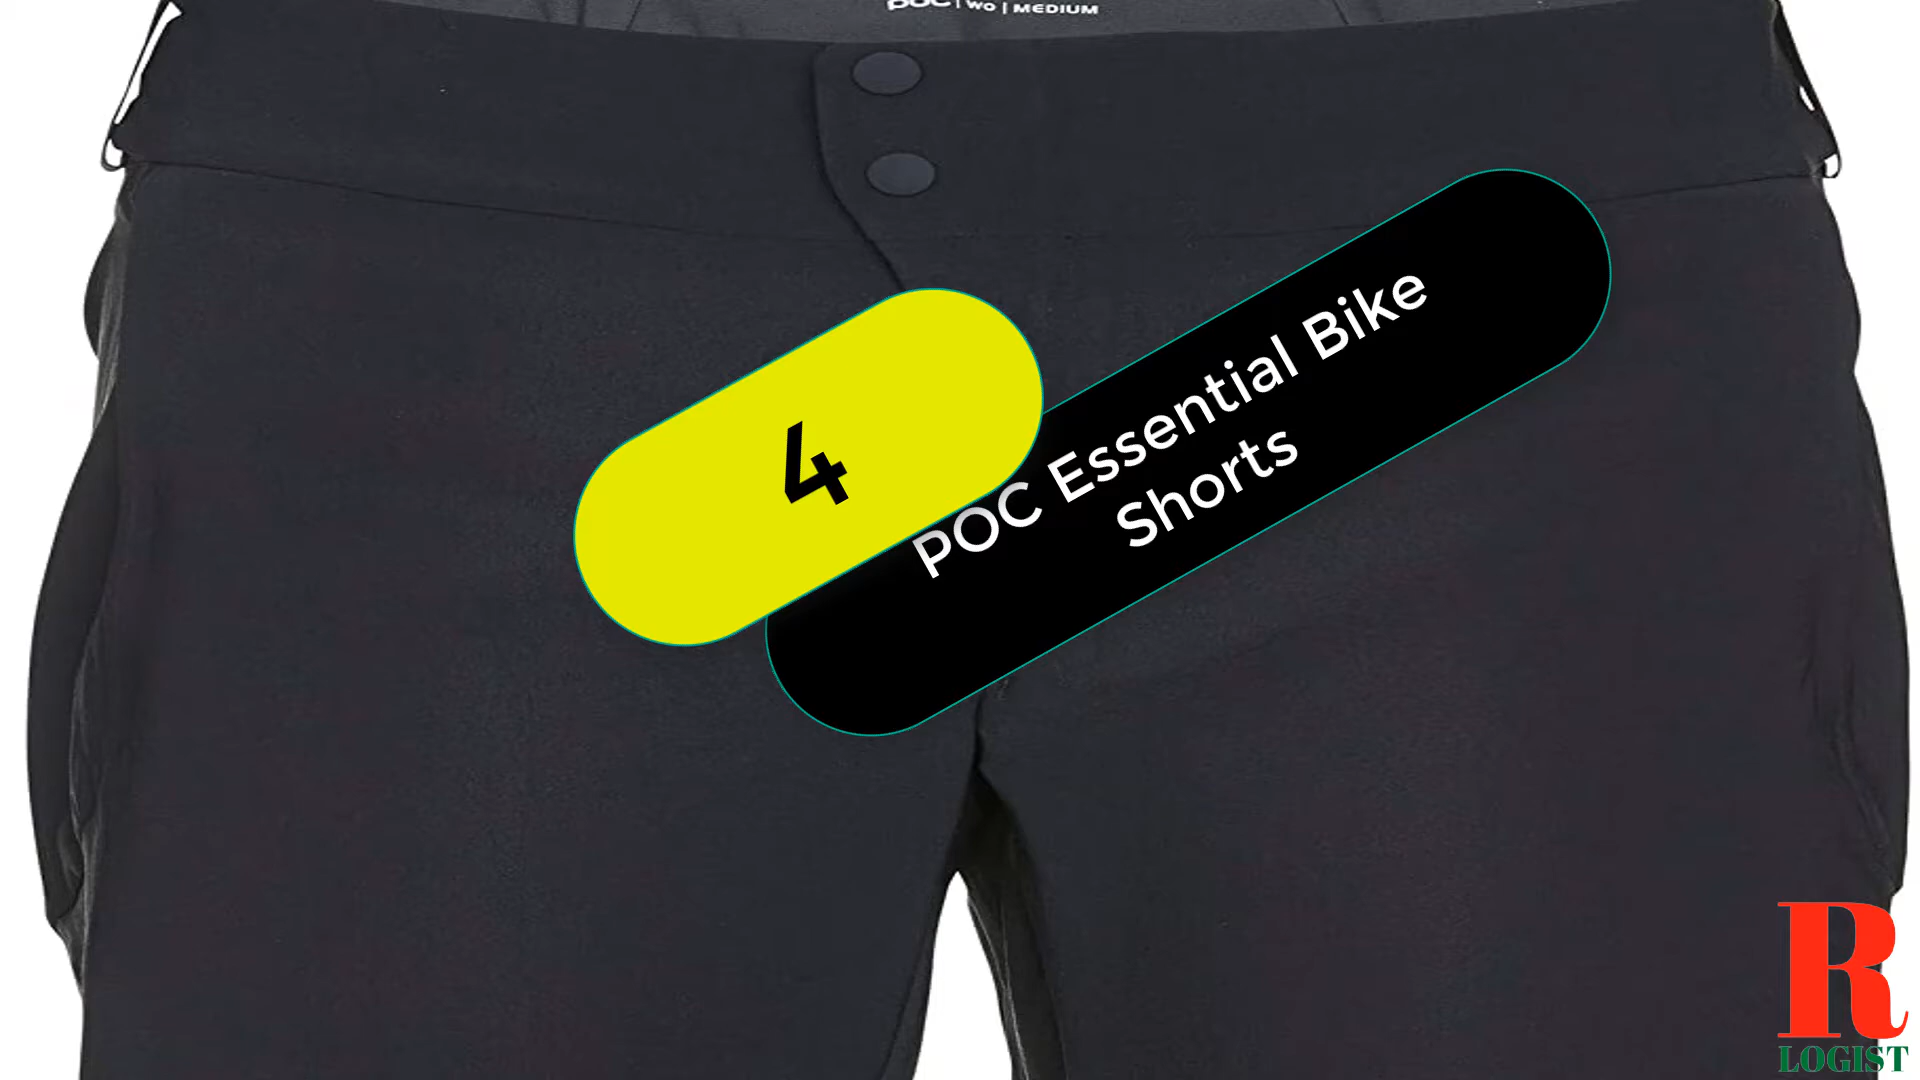 POC | WO | MEDIUM
4
POC Essential Bike
Shorts
R
LOGIST